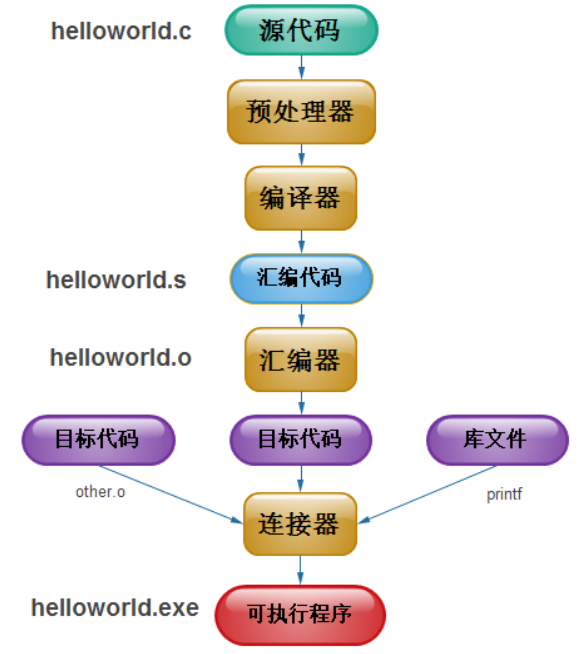 helloworld.c
源代码
预处理器
编译器
helloworld.s
汇编代码
helloworld.o
汇编器
目标代码
目标代码
库文件
other.o
printf
连接器
helloworld.exe
可执行程序